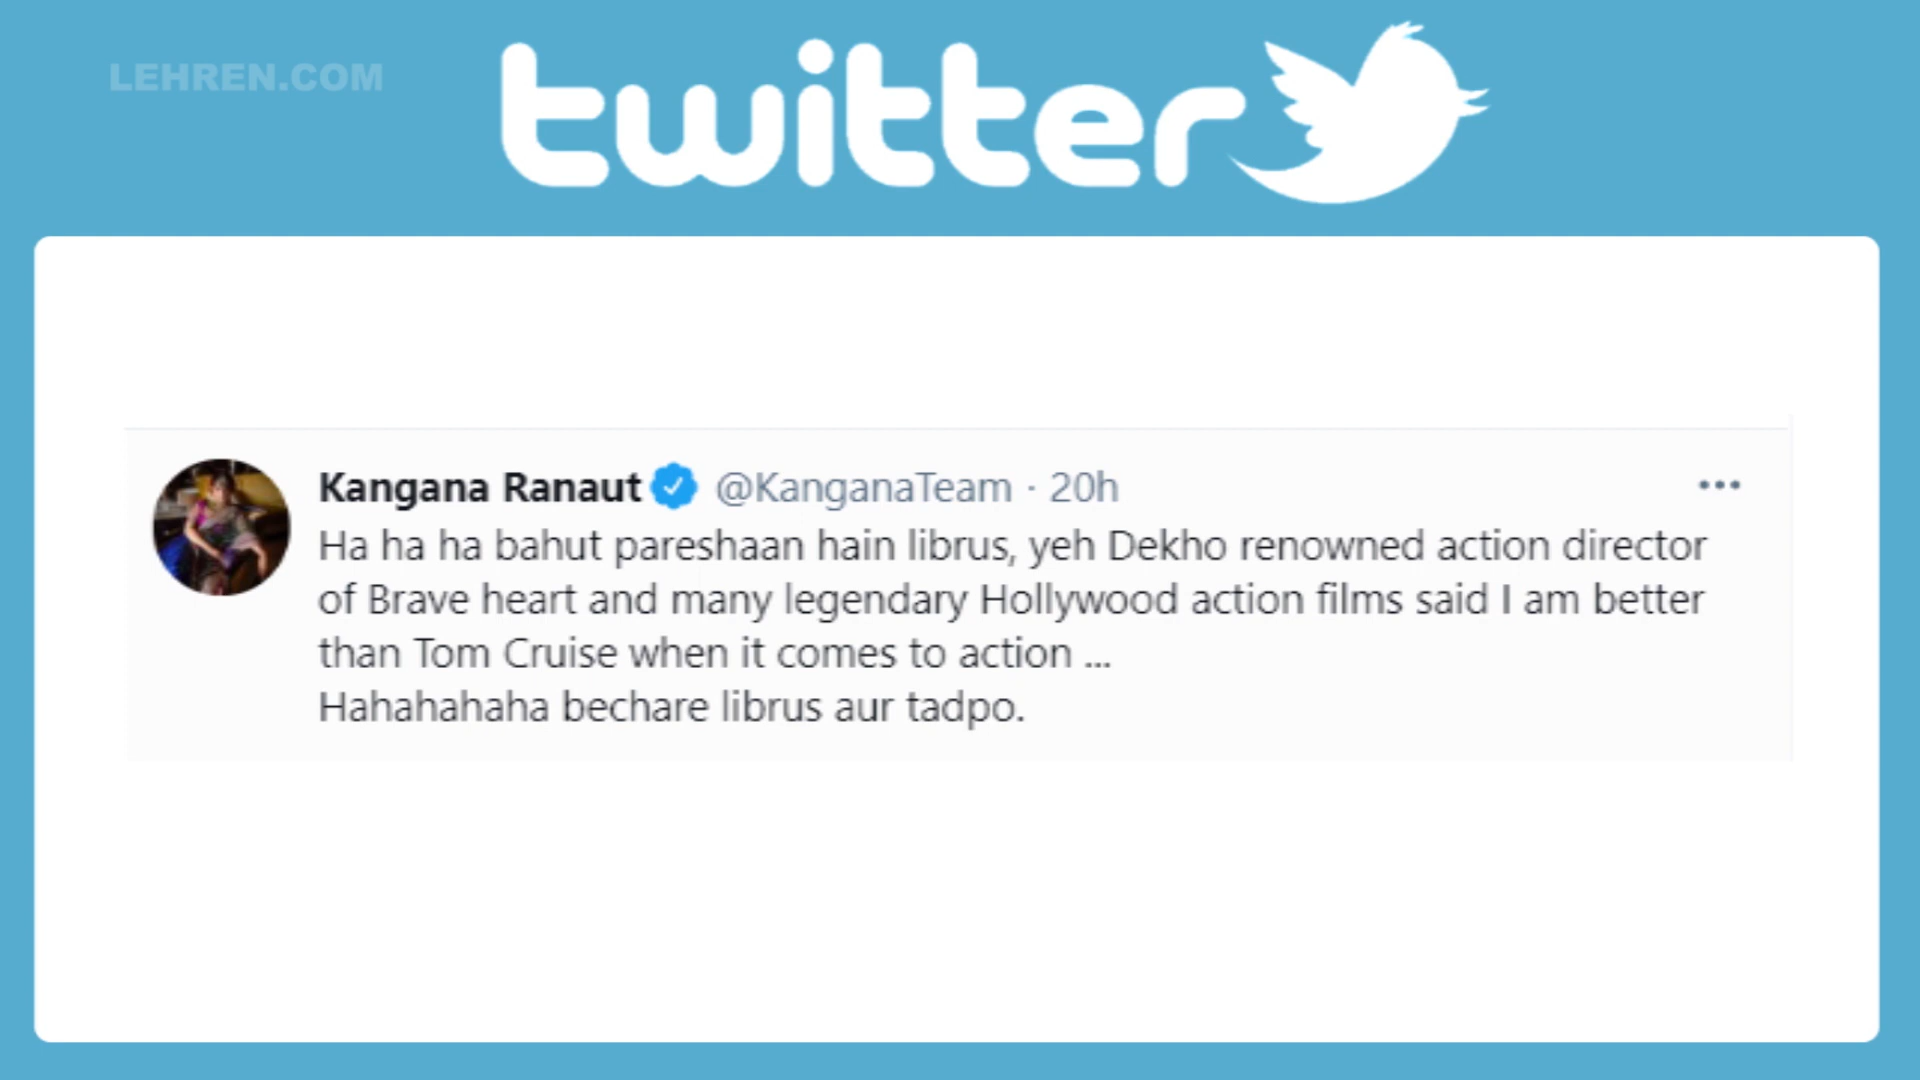 LEHREN.COM
twitter
Kangana Ranaut @KanganaTeam · 20h
Ha ha ha bahut pareshaan hain librus, yeh Dekho renowned action director
of Brave heart and many legendary Hollywood action films said I am better
than Tom Cruise when it comes to action ...
Hahahahaha bechare librus aur tadpo.